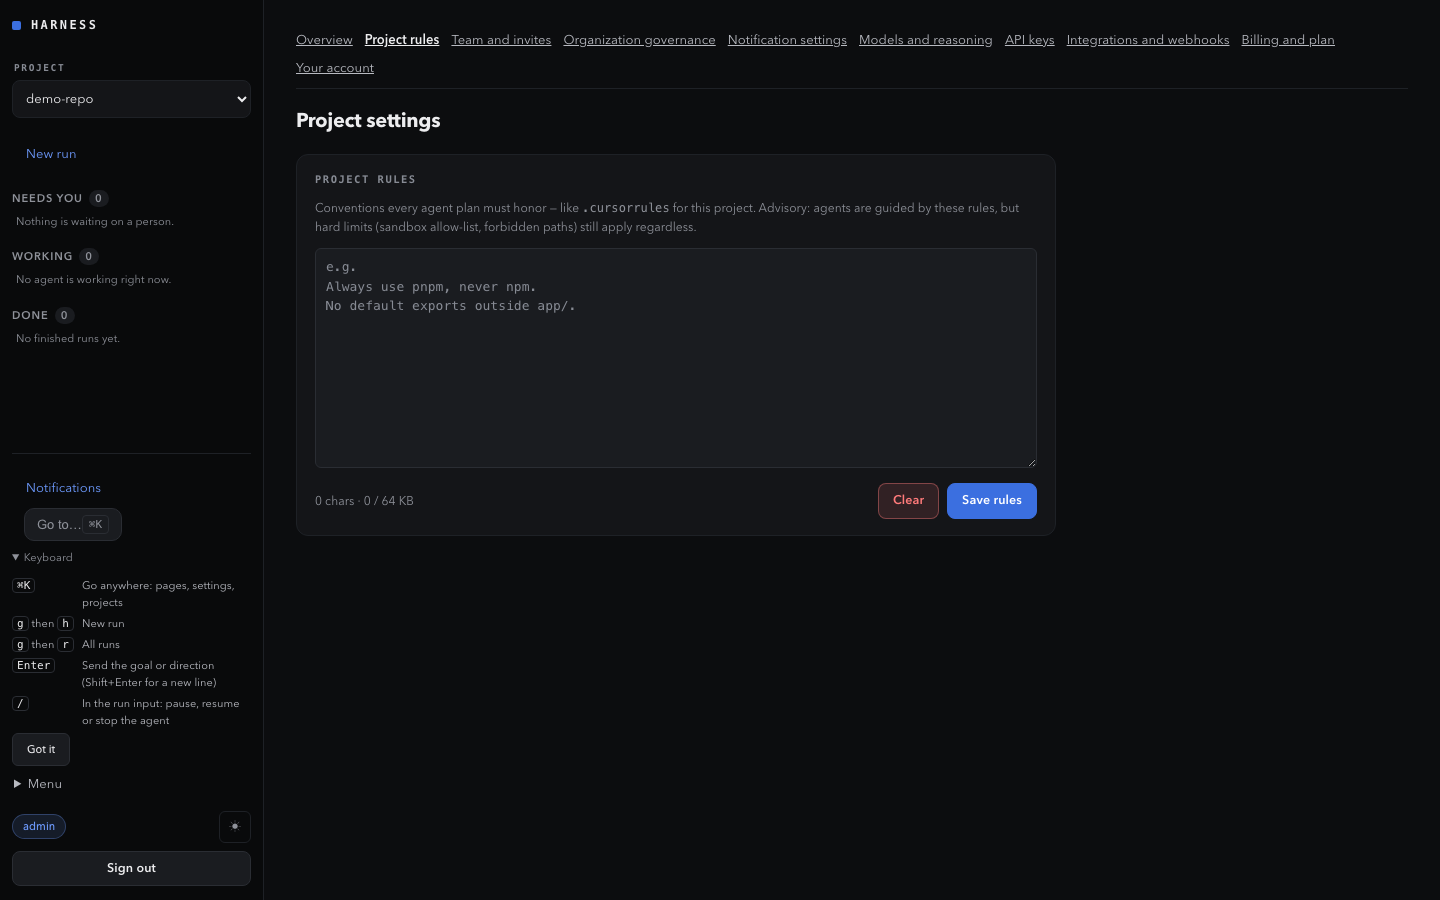 HARNESS
PROJECT
demo-repo
New run
NEEDS YOU 0
Nothing is waiting on a person.
WORKING 0
No agent is working right now.
DONE 0
No finished runs yet.
Notifications
Go to... ⌘K
▼ Keyboard
⌘K Go anywhere: pages, settings,
projects
g then h New run
g then r All runs
Enter Send the goal or direction
(Shift+Enter for a new line)
/ In the run input: pause, resume
or stop the agent
Got it
▶ Menu
admin
Sign out
Overview Project rules Team and invites Organization governance Notification settings Models and reasoning API keys Integrations and webhooks Billing and plan
Your account
Project settings
PROJECT RULES
Conventions every agent plan must honor – like .cursorrules for this project. Advisory: agents are guided by these rules, but
hard limits (sandbox allow-list, forbidden paths) still apply regardless.
e.g.
Always use pnpm, never npm.
No default exports outside app/.
0 chars · 0 / 64 KB
Clear
Save rules